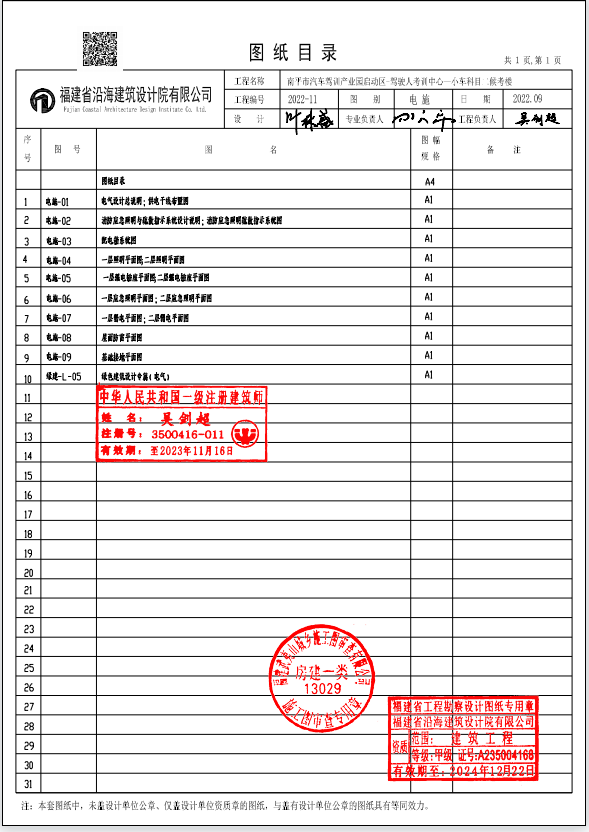 图纸目录
共 1 页,第 1 页
福建省沿海建筑设计院有限公司
Fujian Coastal Architecture Design Institute Co. Ltd.
工程名称 南平市汽车驾训产业园启动区-驾驶人考训中心—小车科目二候考楼
工程编号 2022-11 图 别 电施 日 期 2022.09
设 计 专业负责人 工程负责人 吴剑超
序号 图 号 图 名 图幅规格 备 注
图纸目录 A4
1 电施-01 电气设计总说明；供电干线布置图 A1
2 电施-02 消防应急照明与疏散指示系统设计说明；消防应急照明疏散指示系统图 A1
3 电施-03 配电箱系统图 A1
4 电施-04 一层照明平面图;二层照明平面图 A1
5 电施-05 一层弱电插座平面图;二层弱电插座平面图 A1
6 电施-06 一层应急照明平面图；二层应急照明平面图 A1
7 电施-07 一层弱电平面图；二层弱电平面图 A1
8 电施-08 屋面防雷平面图 A1
9 电施-09 基础接地平面图 A1
10 绿建-L-05 绿色建筑设计专篇(电气) A1
11
中华人民共和国一级注册建筑师
12
姓 名： 吴剑超
13
注册号：3500416-011
14
有效期：至2023年11月16日
15
16
17
18
19
20
21
22
23
24
25
26
27
28
29
30
31
施工图审查有限公司
房建一类
13029
施工图审查专用章
福建省工程勘察设计图纸专用章
福建省沿海建筑设计院有限公司
资质 范围： 建筑工程
等级:甲级 证号:A235004168
有效期至：2024年12月22日
注：本套图纸中，未盖设计单位公章、仅盖设计单位资质章的图纸，与盖有设计单位公章的图纸具有等同效力。